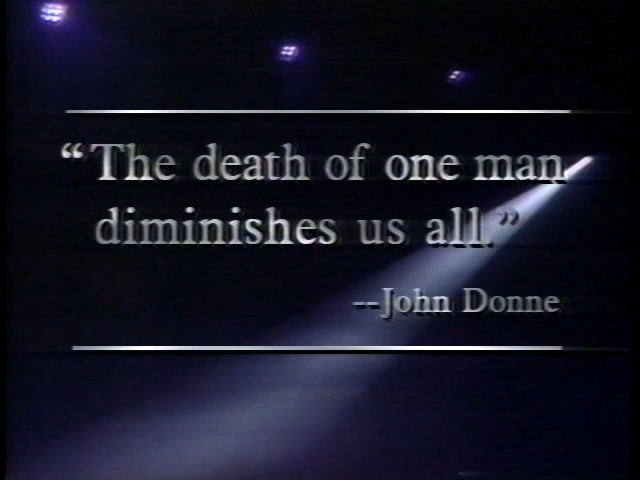 “The death of one man
diminishes us all.”
--John Donne